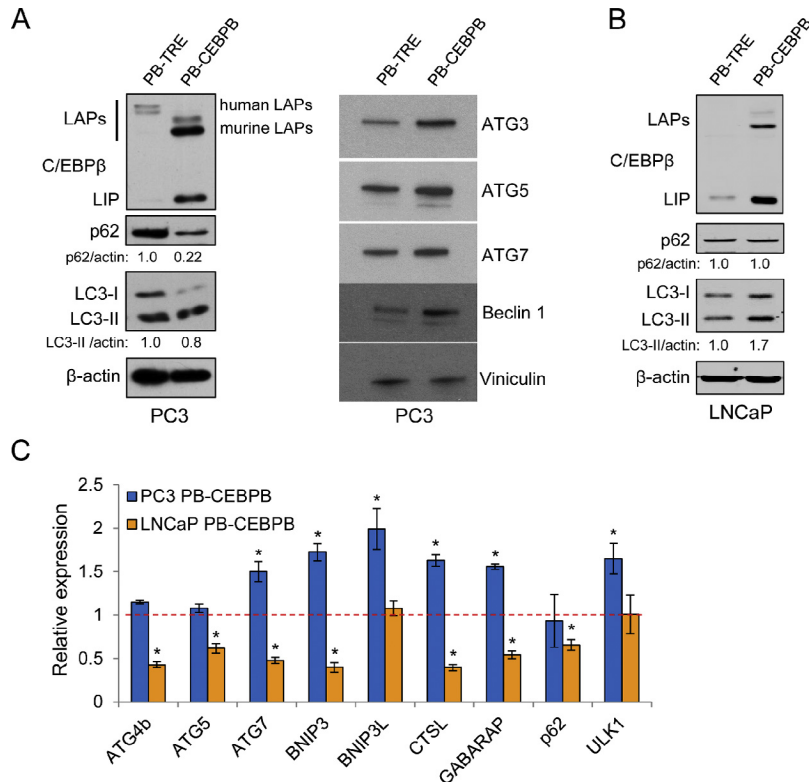 A
PB-TRE
PB-CEBPB
LAPs
human LAPs
murine LAPs
C/EBPβ
LIP
p62
p62/actin: 1.0 0.22
LC3-I
LC3-II
LC3-II /actin: 1.0 0.8
β-actin
PC3
PB-TRE
PB-CEBPB
ATG3
ATG5
ATG7
Beclin 1
Viniculin
PC3
B
PB-TRE
PB-CEBPB
LAPs
C/EBPβ
LIP
p62
p62/actin: 1.0 1.0
LC3-I
LC3-II
LC3-II/actin: 1.0 1.7
β-actin
LNCaP
C
Relative expression
2.5
2
1.5
1
0.5
0
PC3 PB-CEBPB
LNCaP PB-CEBPB
* * * * * * * * * * * * *
ATG4b
ATG5
ATG7
BNIP3
BNIP3L
CTSL
GABARAP
p62
ULK1